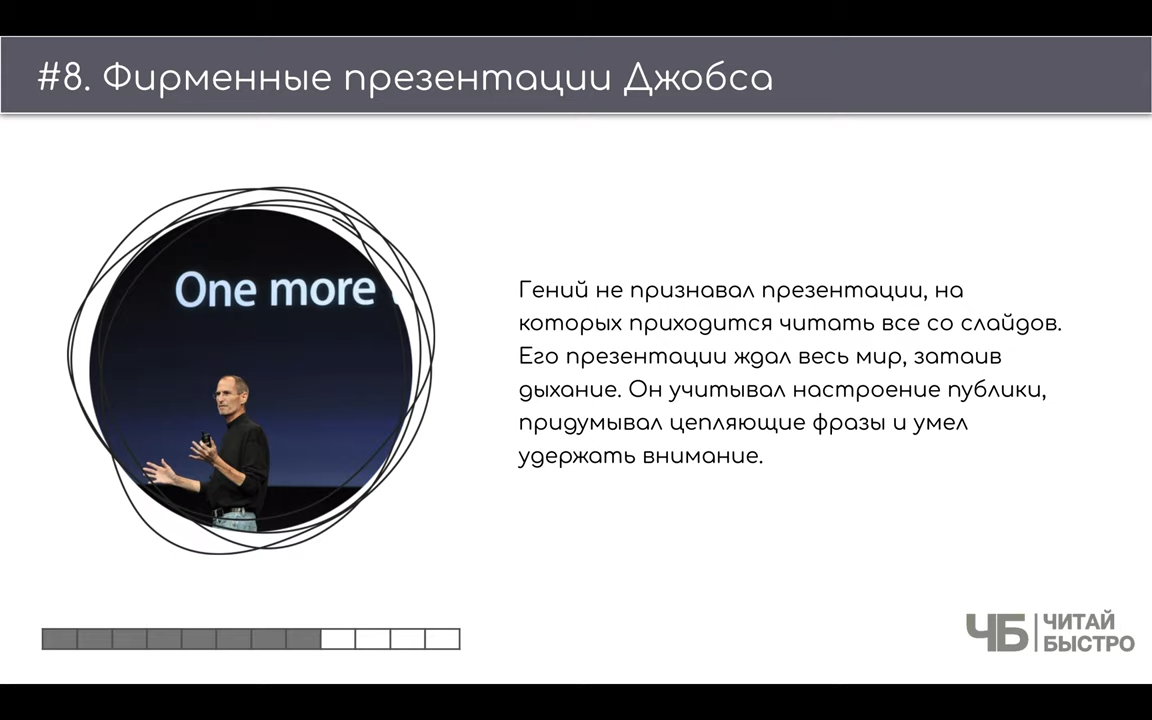 #8. Фирменные презентации Джобса
One more
Гений не признавал презентации, на
которых приходится читать все со слайдов.
Его презентации ждал весь мир, затаив
дыхание. Он учитывал настроение публики,
придумывал цепляющие фразы и умел
удержать внимание.
ЧБ
ЧИТАЙ
БЫСТРО